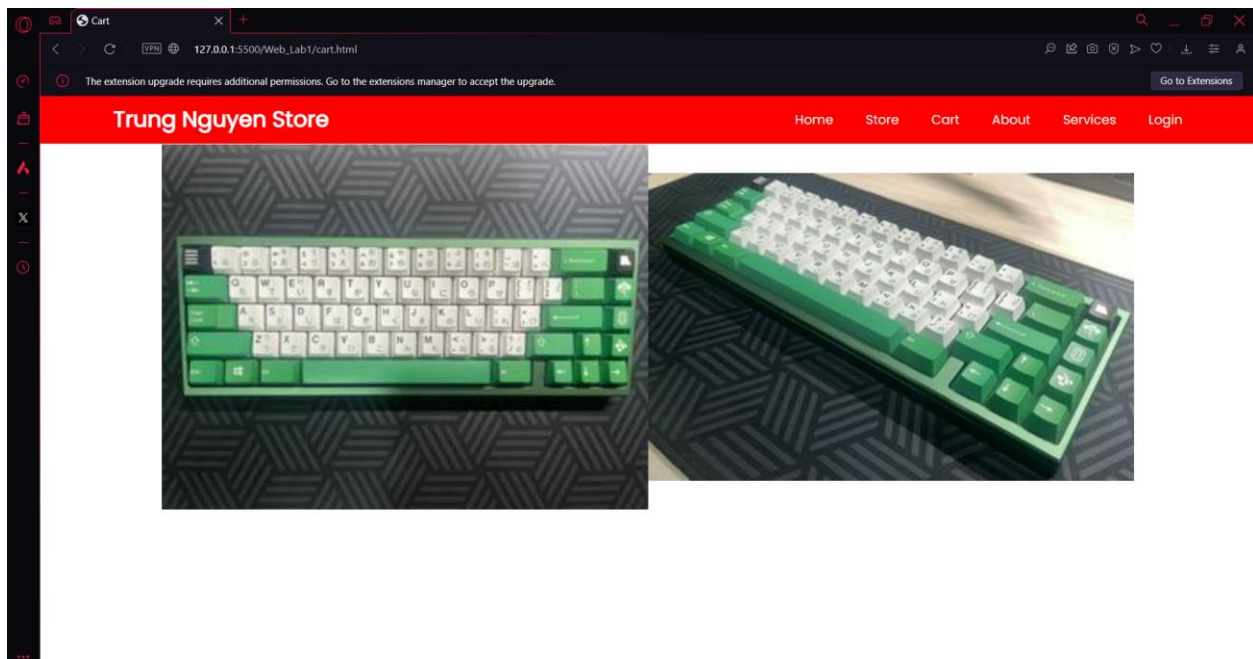 Cart
VPN 127.0.0.1:5500/Web_Lab1/cart.html
The extension upgrade requires additional permissions. Go to the extensions manager to accept the upgrade.
Go to Extensions
Trung Nguyen Store
Home Store Cart About Services Login
Q W E R T Y U I O P
A S D F G H J K L
Z X C V B N M